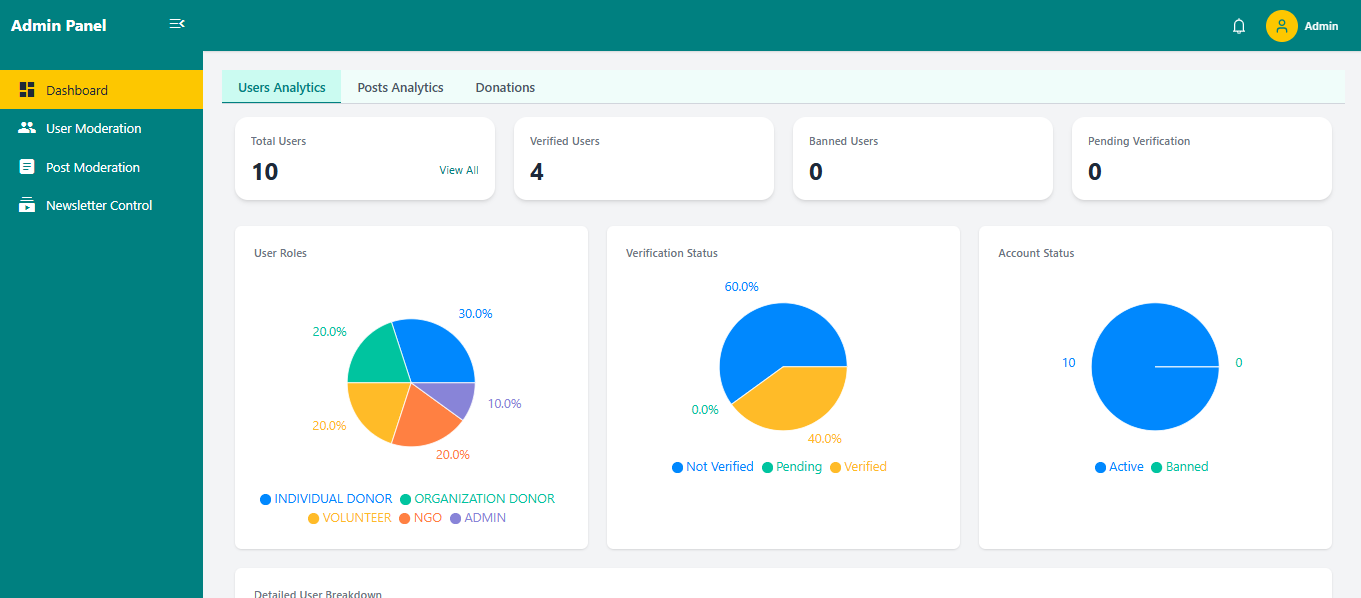 Admin Panel
Admin
Dashboard
User Moderation
Post Moderation
Newsletter Control
Users Analytics Posts Analytics Donations
Total Users
10
View All
Verified Users
4
Banned Users
0
Pending Verification
0
User Roles
30.0%
20.0%
10.0%
20.0%
20.0%
INDIVIDUAL DONOR ORGANIZATION DONOR
VOLUNTEER NGO ADMIN
Verification Status
60.0%
0.0%
40.0%
Not Verified Pending Verified
Account Status
10
0
Active Banned
Detailed User Breakdown